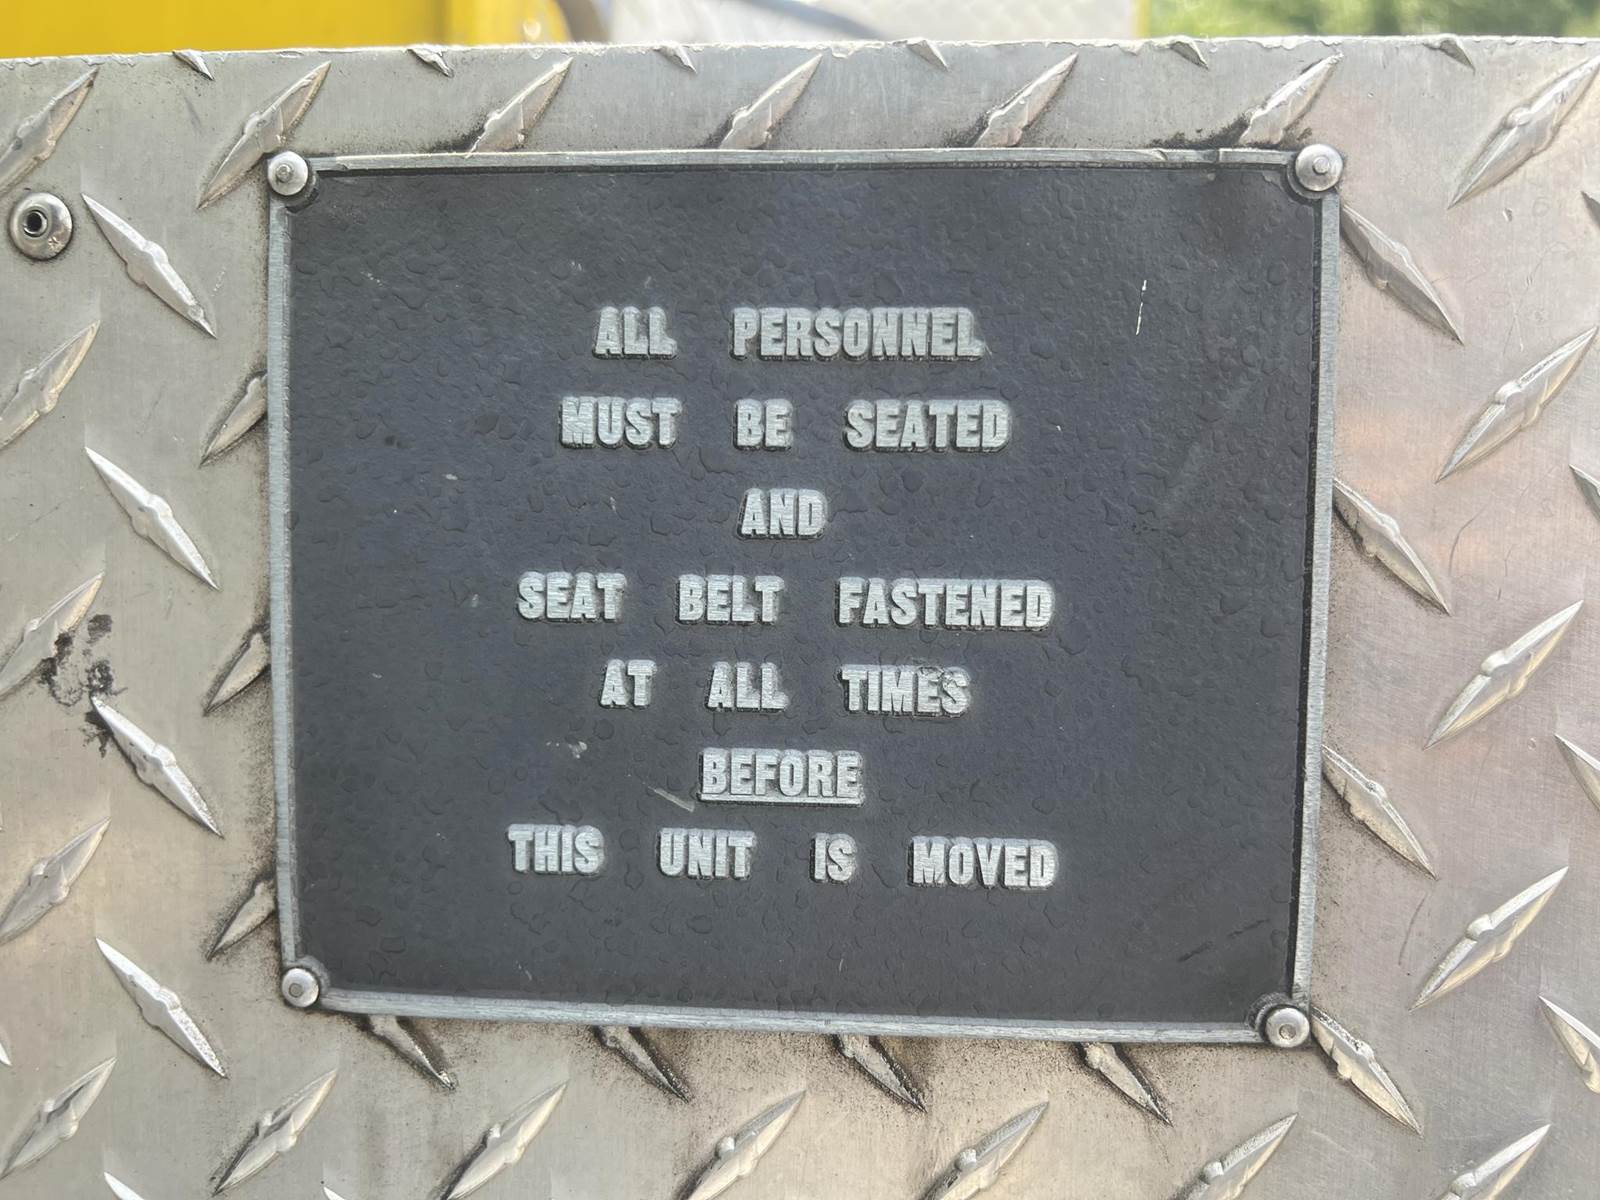 ALL PERSONNEL
MUST BE SEATED
AND
SEAT BELT FASTENED
AT ALL TIMES
BEFORE
THIS UNIT IS MOVED